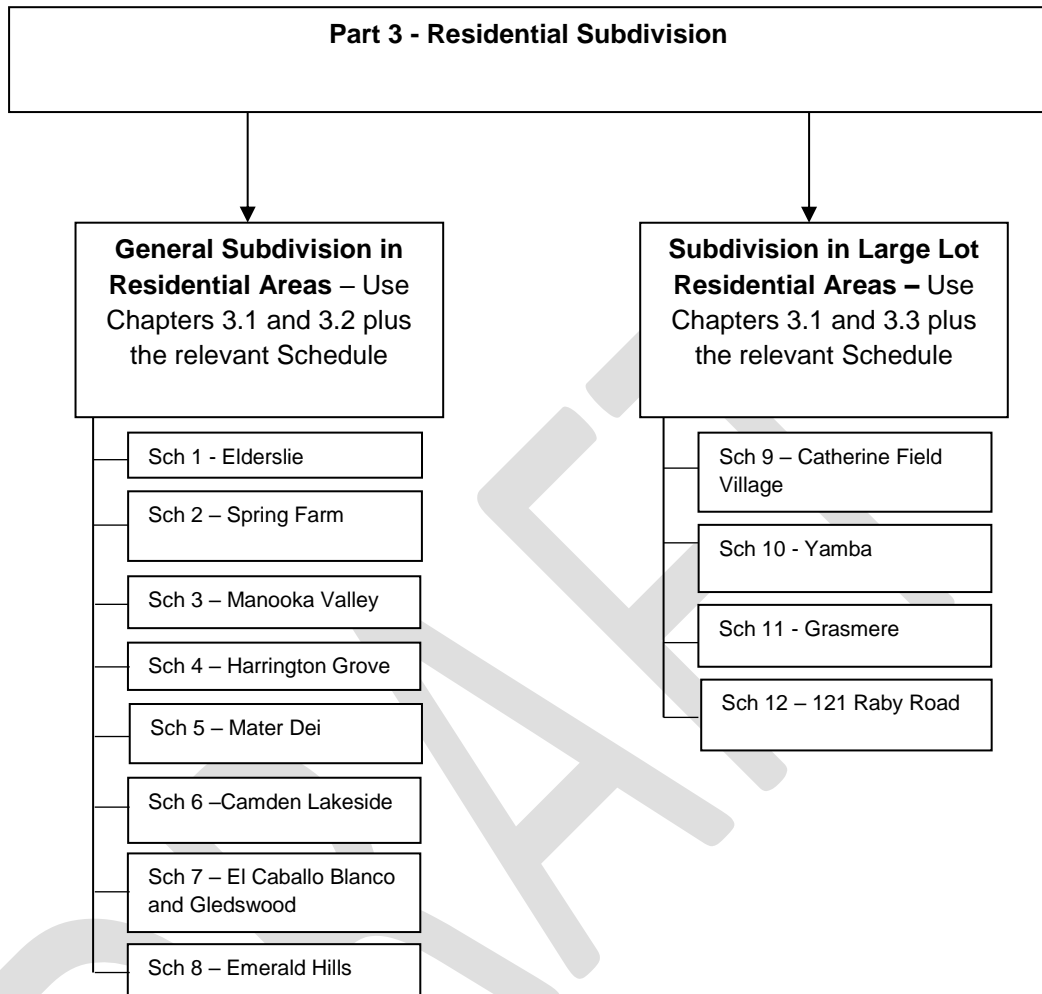 Part 3 - Residential Subdivision
General Subdivision in
Residential Areas – Use
Chapters 3.1 and 3.2 plus
the relevant Schedule
Sch 1 - Elderslie
Sch 2 – Spring Farm
Sch 3 – Manooka Valley
Sch 4 – Harrington Grove
Sch 5 – Mater Dei
Sch 6 –Camden Lakeside
Sch 7 – El Caballo Blanco
and Gledswood
Sch 8 – Emerald Hills
Subdivision in Large Lot
Residential Areas – Use
Chapters 3.1 and 3.3 plus
the relevant Schedule
Sch 9 – Catherine Field
Village
Sch 10 - Yamba
Sch 11 - Grasmere
Sch 12 – 121 Raby Road
DRAFT